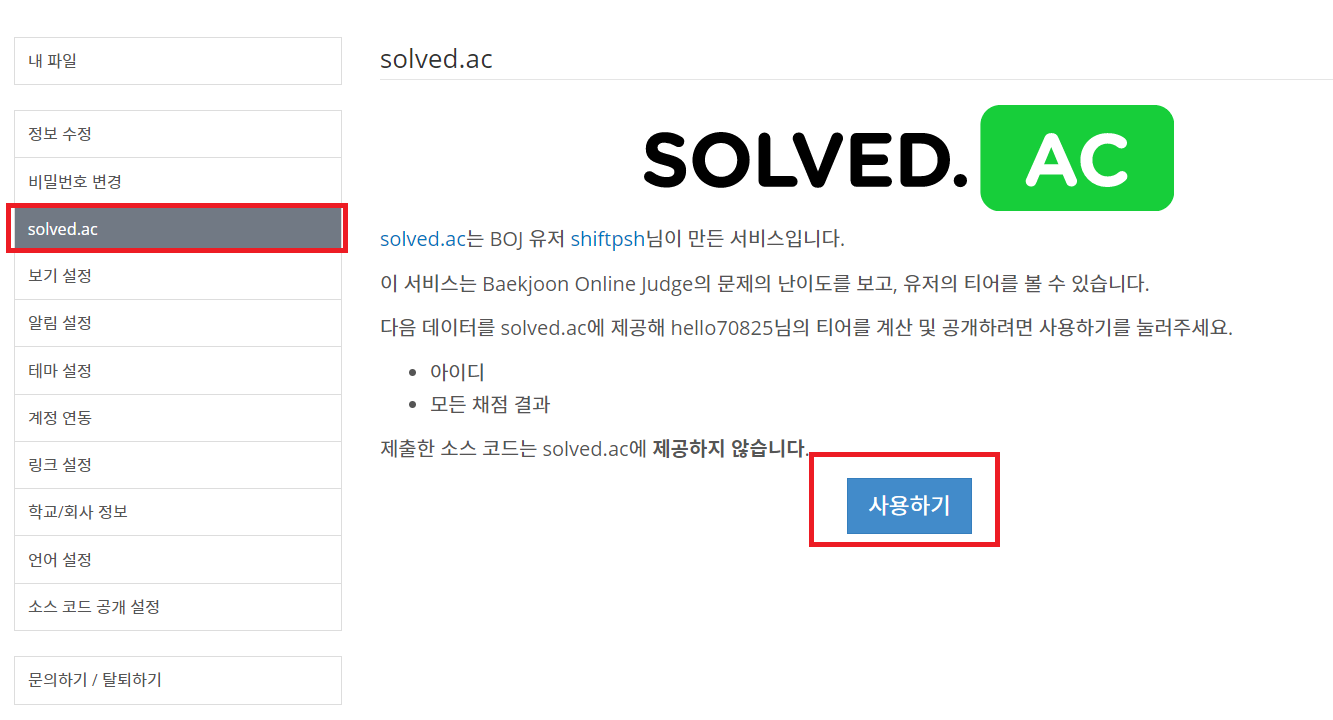 내 파일
정보 수정
비밀번호 변경
solved.ac
보기 설정
알림 설정
테마 설정
계정 연동
링크 설정
학교/회사 정보
언어 설정
소스 코드 공개 설정
문의하기 / 탈퇴하기
solved.ac
SOLVED. AC
solved.ac는 BOJ 유저 shiftpsh님이 만든 서비스입니다.
이 서비스는 Baekjoon Online Judge의 문제의 난이도를 보고, 유저의 티어를 볼 수 있습니다.
다음 데이터를 solved.ac에 제공해 hello70825님의 티어를 계산 및 공개하려면 사용하기를 눌러주세요.
• 아이디
• 모든 채점 결과
제출한 소스 코드는 solved.ac에 제공하지 않습니다.
사용하기